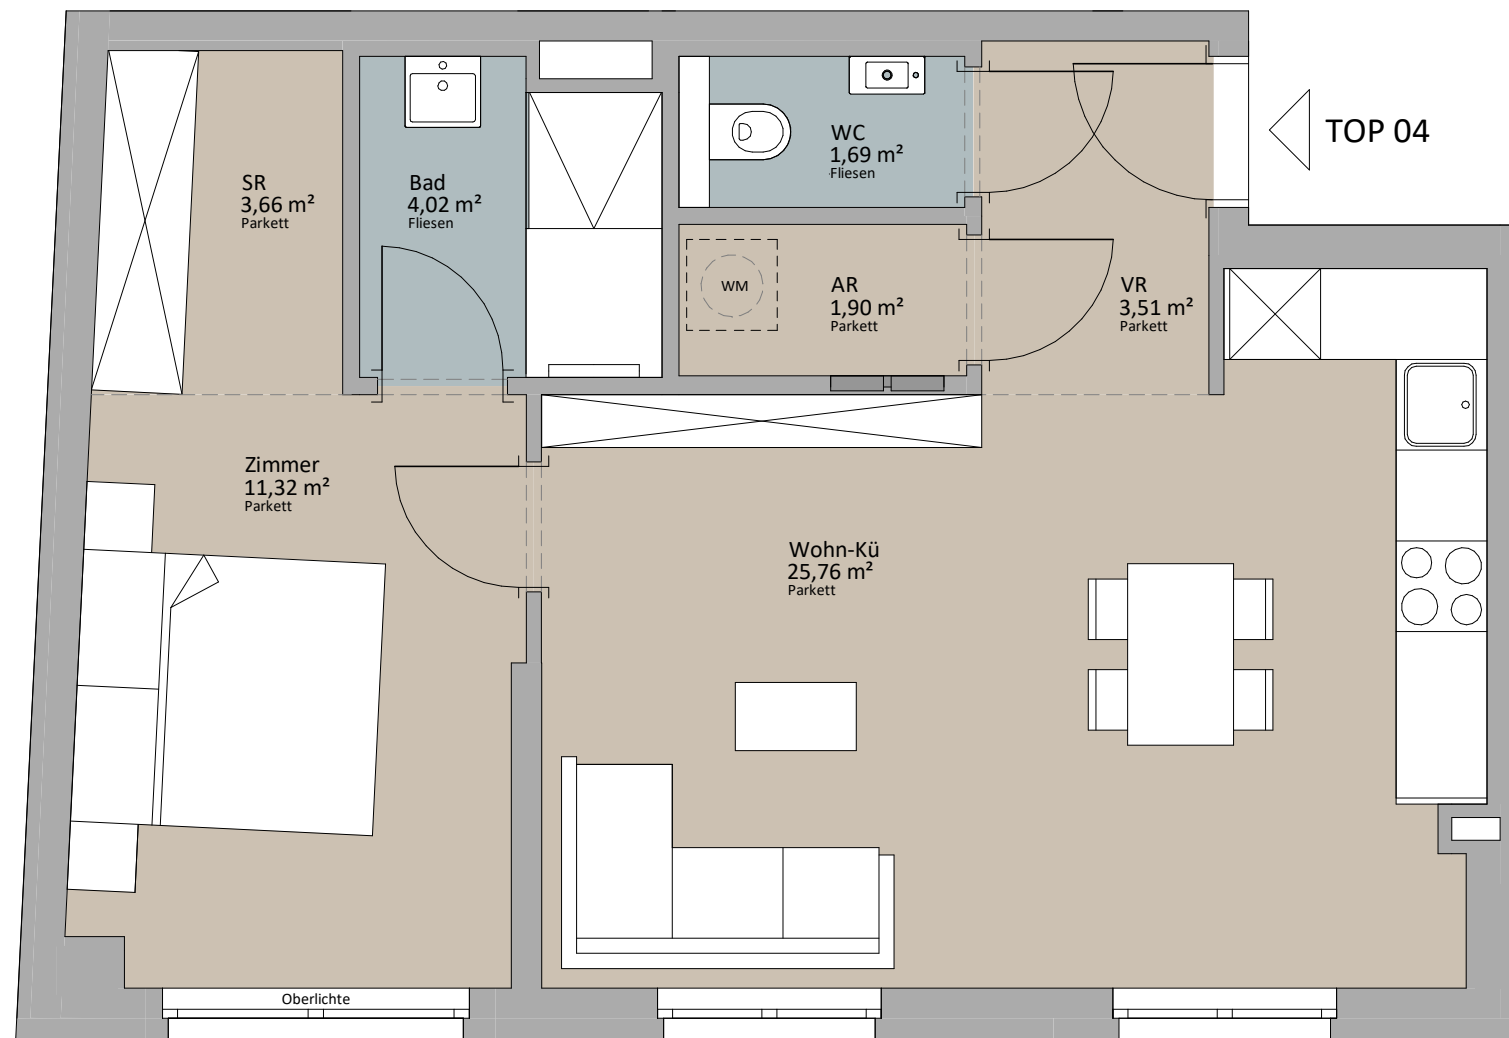 TOP 04
WC
1,69 m²
Fliesen
SR
3,66 m²
Parkett
Bad
4,02 m²
Fliesen
WM
AR
1,90 m²
Parkett
VR
3,51 m²
Parkett
Zimmer
11,32 m²
Parkett
Wohn-Kü
25,76 m²
Parkett
Oberlichte